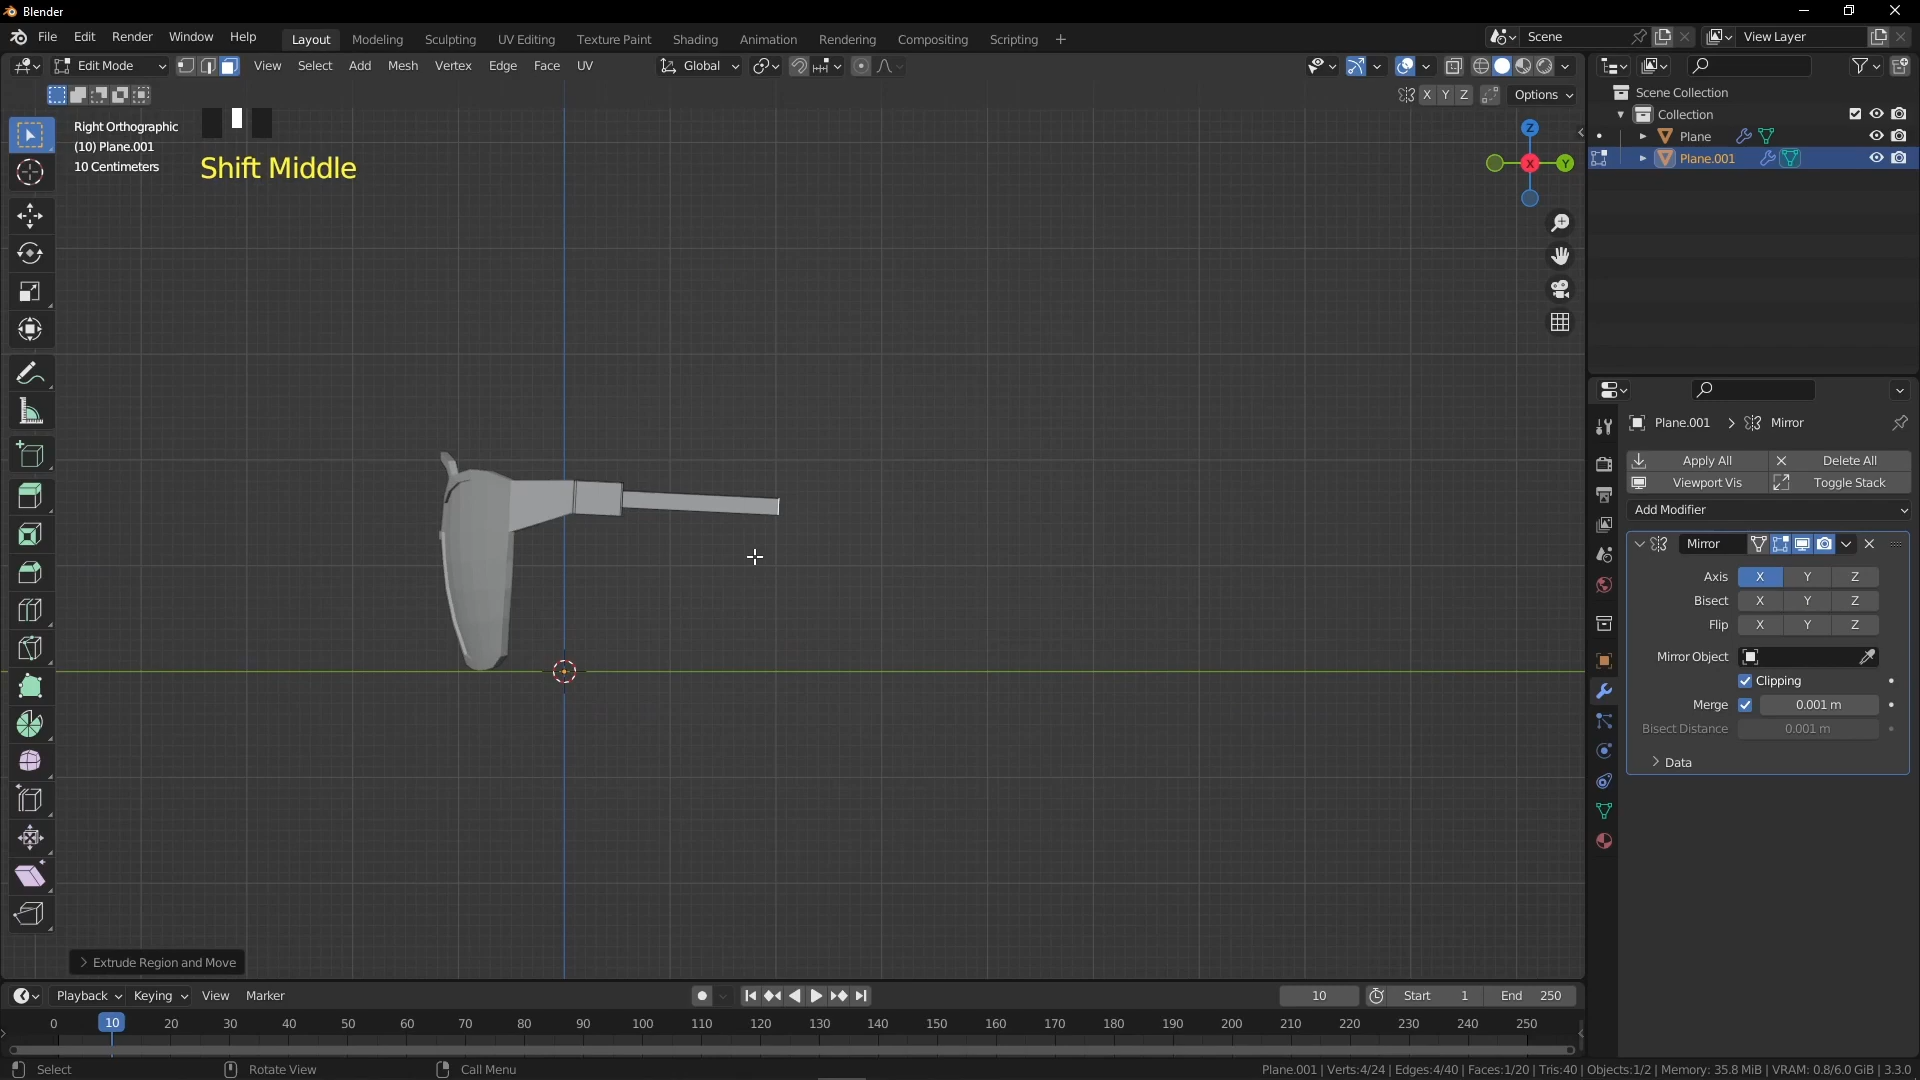 Blender
File Edit Render Window Help Layout Modeling Sculpting UV Editing Texture Paint Shading Animation Rendering Compositing Scripting + Scene View Layer
Edit Mode View Select Add Mesh Vertex Edge Face UV Global
X Y Z Options
Right Orthographic
(10) Plane.001
10 Centimeters
Shift Middle
Z
X
Y
Scene Collection
Collection
Plane
Plane.001
Plane.001 > Mirror
Apply All Delete All
Viewport Vis Toggle Stack
Add Modifier
Mirror
Axis X Y Z
Bisect X Y Z
Flip X Y Z
Mirror Object
Clipping
Merge 0.001 m
Bisect Distance 0.001 m
Data
Extrude Region and Move
Playback Keying View Marker 10 Start 1 End 250
0 10 20 30 40 50 60 70 80 90 100 110 120 130 140 150 160 170 180 190 200 210 220 230 240 250
Select Rotate View Call Menu Plane.001 | Verts:4/24 | Edges:4/40 | Faces:1/20 | Tris:40 | Objects:1/2 | Memory: 35.8 MiB | VRAM: 0.8/6.0 GiB | 3.3.0